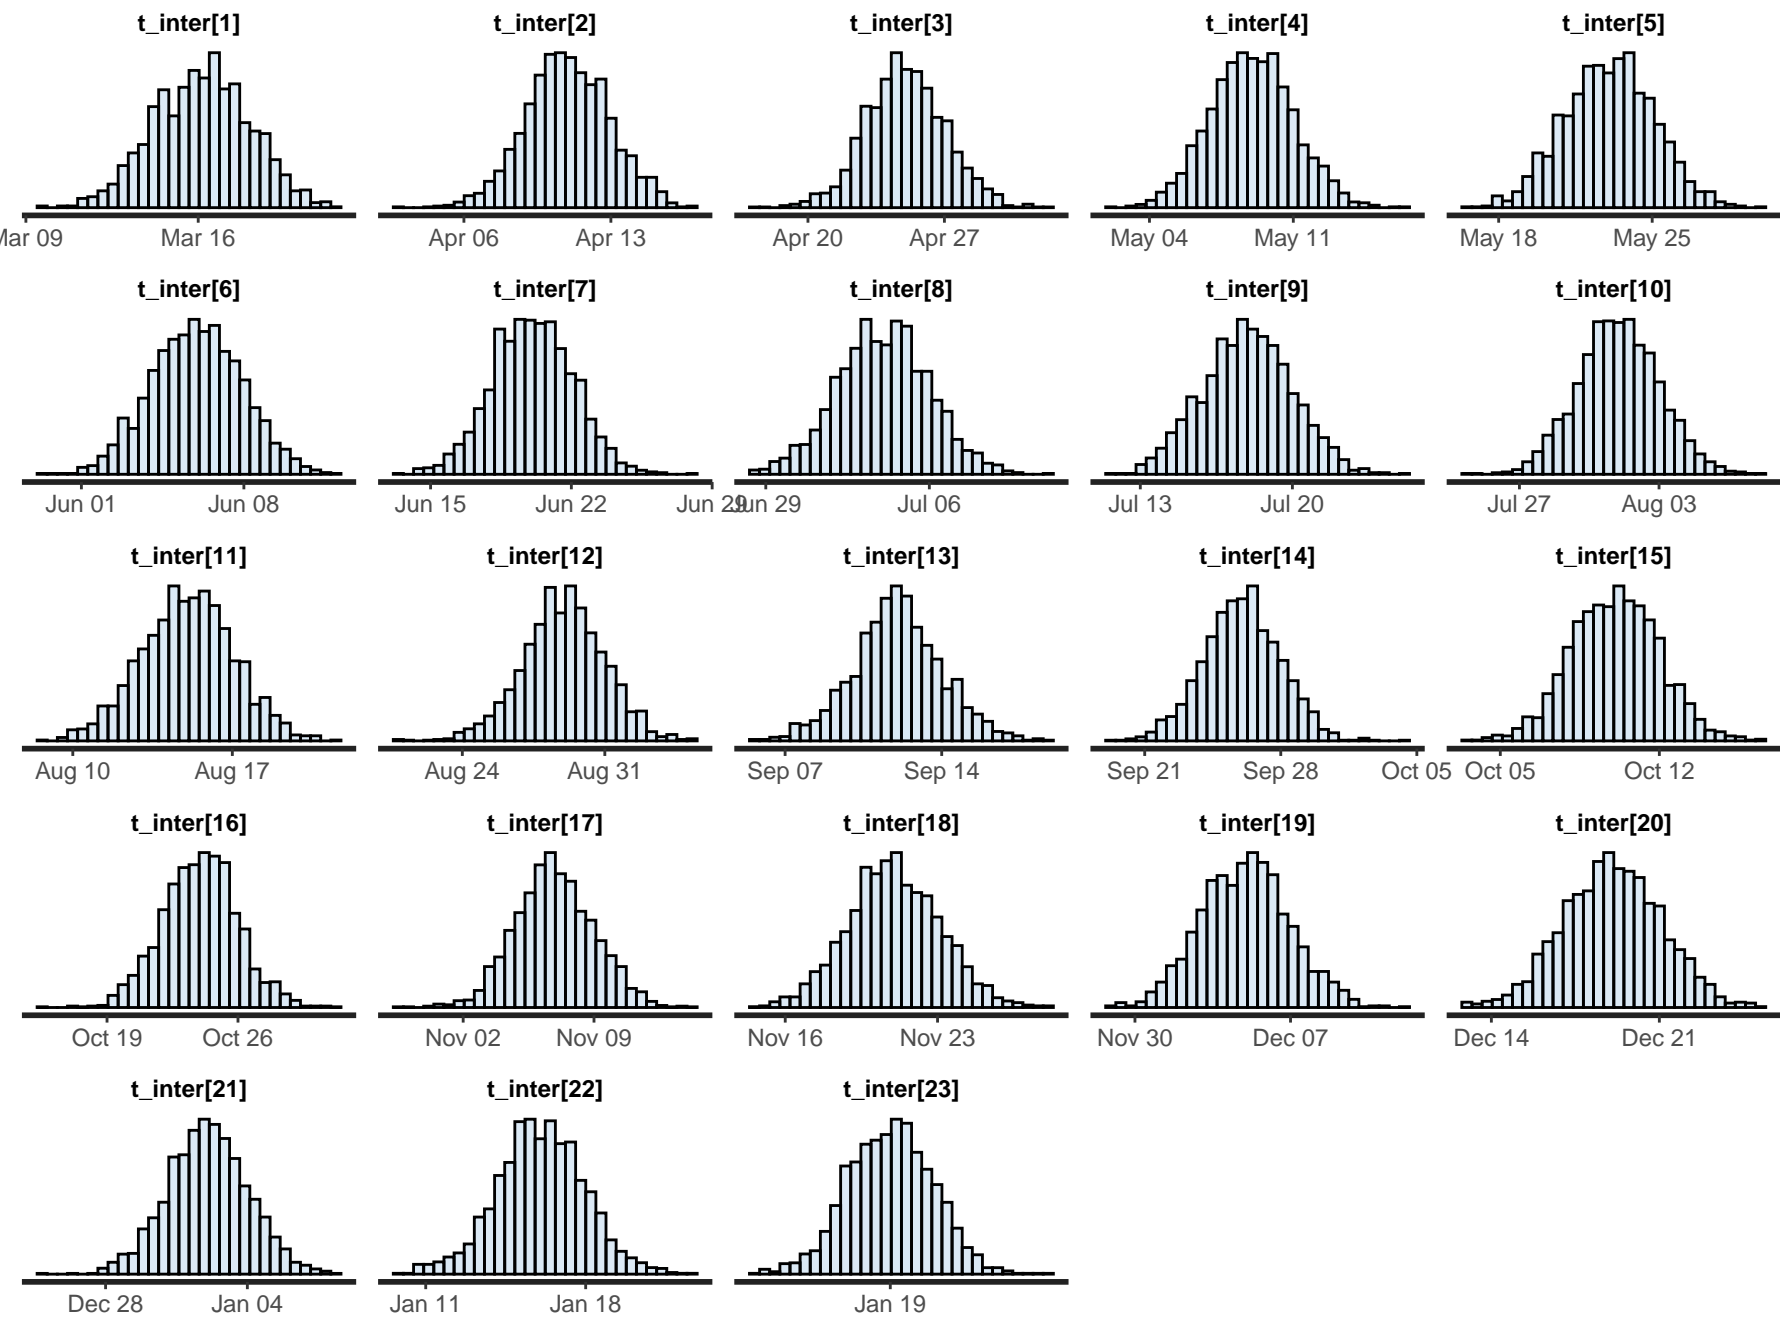 t_inter[1] t_inter[2] t_inter[3] t_inter[4] t_inter[5]
Mar 09 Mar 16 Apr 06 Apr 13 Apr 20 Apr 27 May 04 May 11 May 18 May 25
t_inter[6] t_inter[7] t_inter[8] t_inter[9] t_inter[10]
Jun 01 Jun 08 Jun 15 Jun 22 Jun 29 Jun 29 Jul 06 Jul 13 Jul 20 Jul 27 Aug 03
t_inter[11] t_inter[12] t_inter[13] t_inter[14] t_inter[15]
Aug 10 Aug 17 Aug 24 Aug 31 Sep 07 Sep 14 Sep 21 Sep 28 Oct 05 Oct 05 Oct 12
t_inter[16] t_inter[17] t_inter[18] t_inter[19] t_inter[20]
Oct 19 Oct 26 Nov 02 Nov 09 Nov 16 Nov 23 Nov 30 Dec 07 Dec 14 Dec 21
t_inter[21] t_inter[22] t_inter[23]
Dec 28 Jan 04 Jan 11 Jan 18 Jan 19